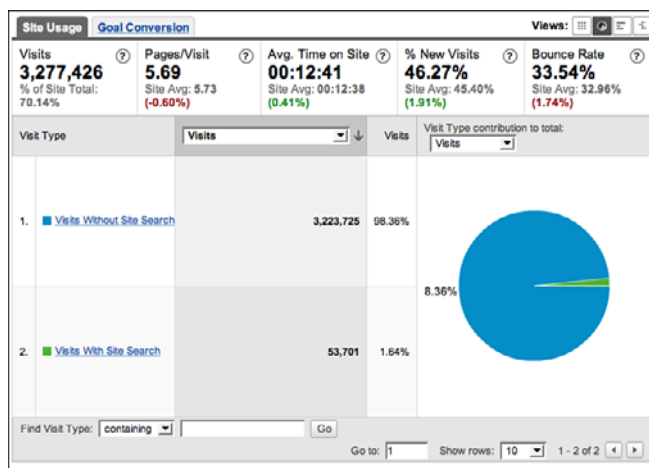 Site Usage Goal Conversion Views:
Visits ? Pages/Visit ? Avg. Time on Site ? % New Visits ? Bounce Rate ?
3,277,426 5.69 00:12:41 46.27% 33.54%
% of Site Total: Site Avg: 5.73 Site Avg: 00:12:38 Site Avg: 45.40% Site Avg: 32.96%
70.14% (-0.60%) (0.41%) (1.91%) (1.74%)
Visit Type Visits Visits Visit Type contribution to total:
Visits
1. Visits Without Site Search 3,223,725 98.36%
8.36%
2. Visits With Site Search 53,701 1.64%
Find Visit Type: containing Go
Go to: 1 Show rows: 10 1 - 2 of 2